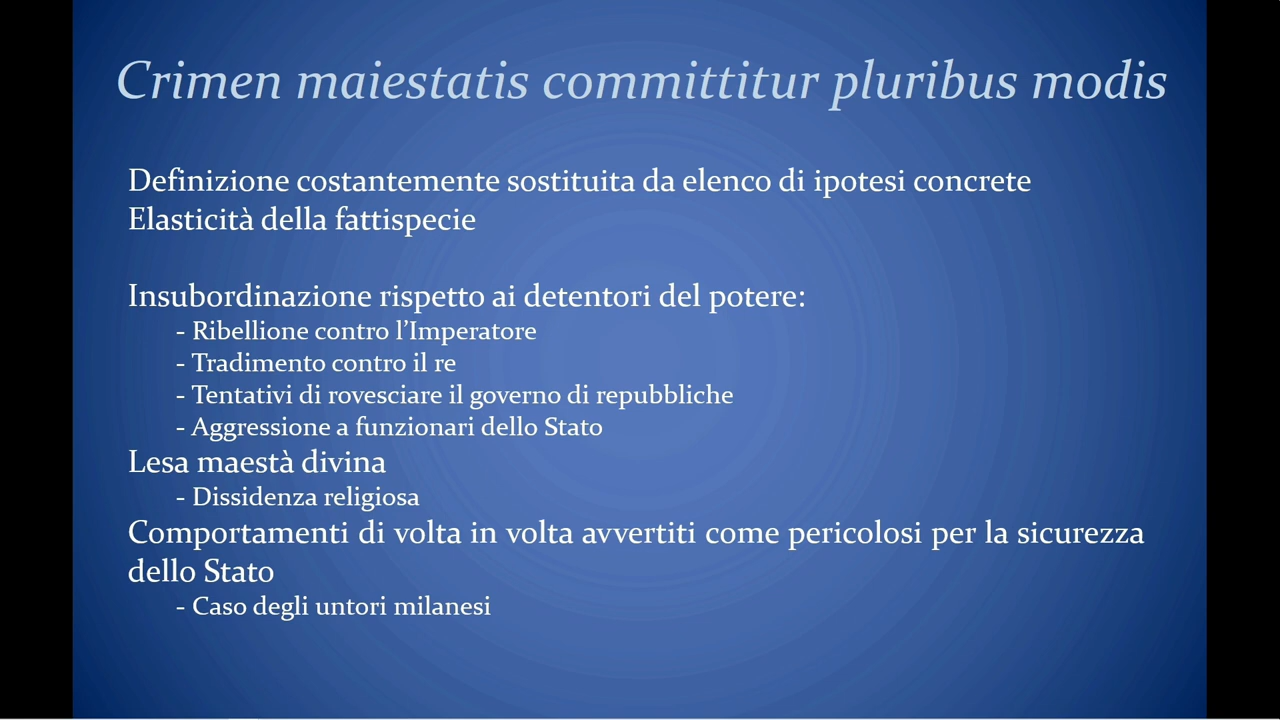 Crimen maiestatis committitur pluribus modis
Definizione costantemente sostituita da elenco di ipotesi concrete
Elasticità della fattispecie
Insubordinazione rispetto ai detentori del potere:
- Ribellione contro l’Imperatore
- Tradimento contro il re
- Tentativi di rovesciare il governo di repubbliche
- Aggressione a funzionari dello Stato
Lesa maestà divina
- Dissidenza religiosa
Comportamenti di volta in volta avvertiti come pericolosi per la sicurezza
dello Stato
- Caso degli untori milanesi